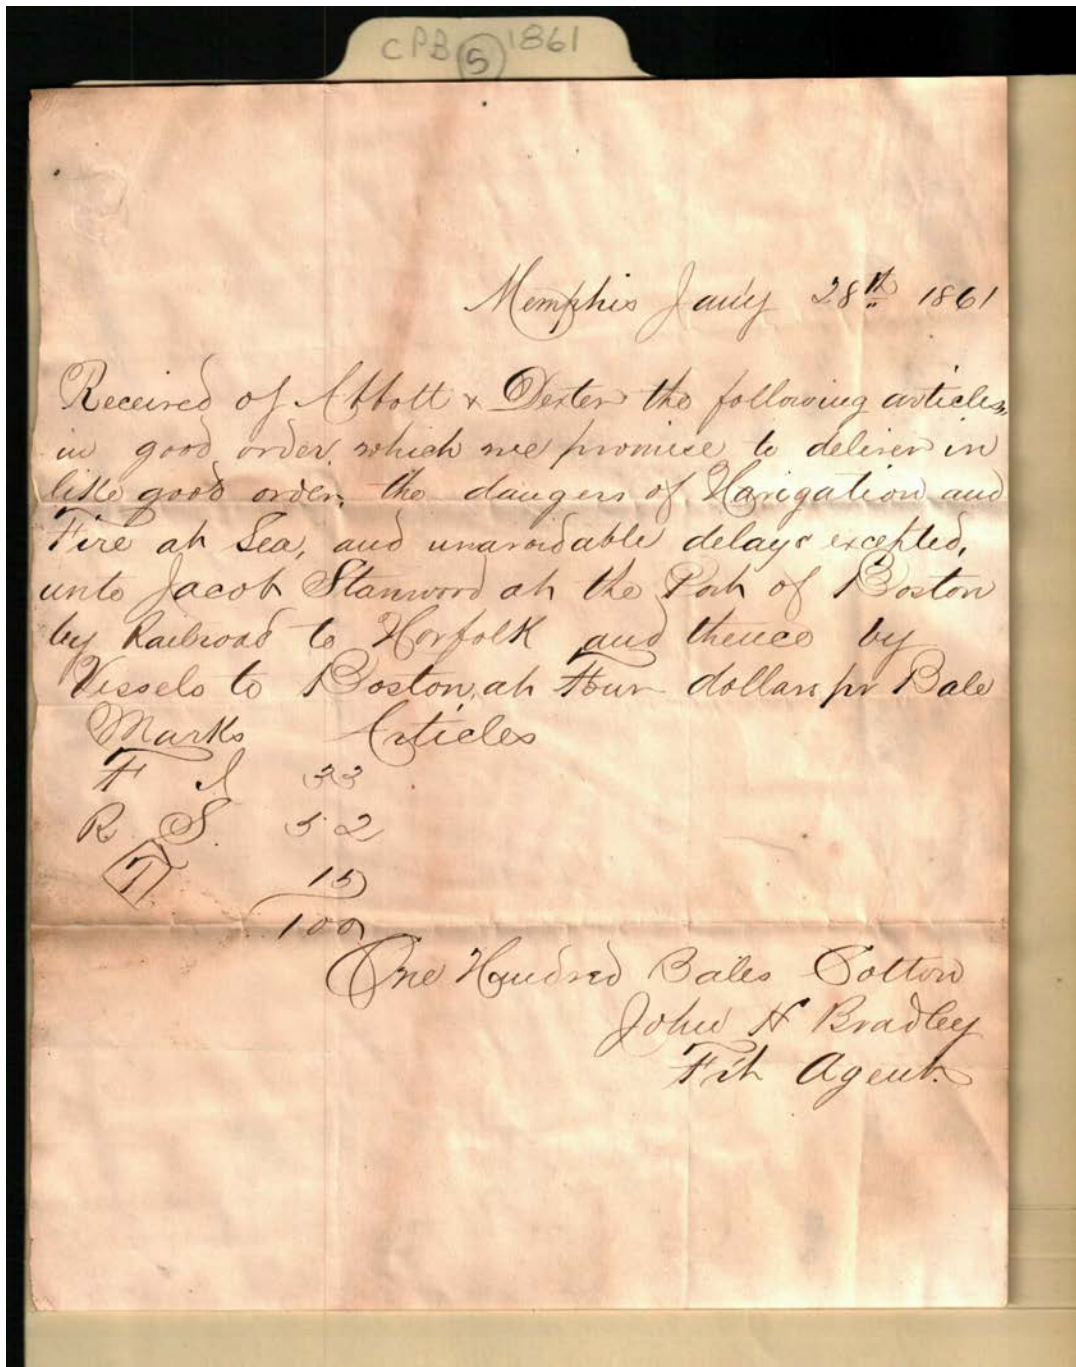 CPB 5 1861
Memphis Jany 28th 1861
Received of Abbott & Dexter the following articles,
in good order, which we promise to deliver in
like good order, the dangers of Navigation and
Fire at Sea, and unavoidable delays excepted,
unto Jacob Stanwood at the Port of Boston
by Railroad to Norfolk and thence by
Vessels to Boston, at Four dollars pr Bale
Marks Articles
F A 33
R S. 52
T 15
100
One Hundred Bales Cotton
John H Bradley
Frt Agent.